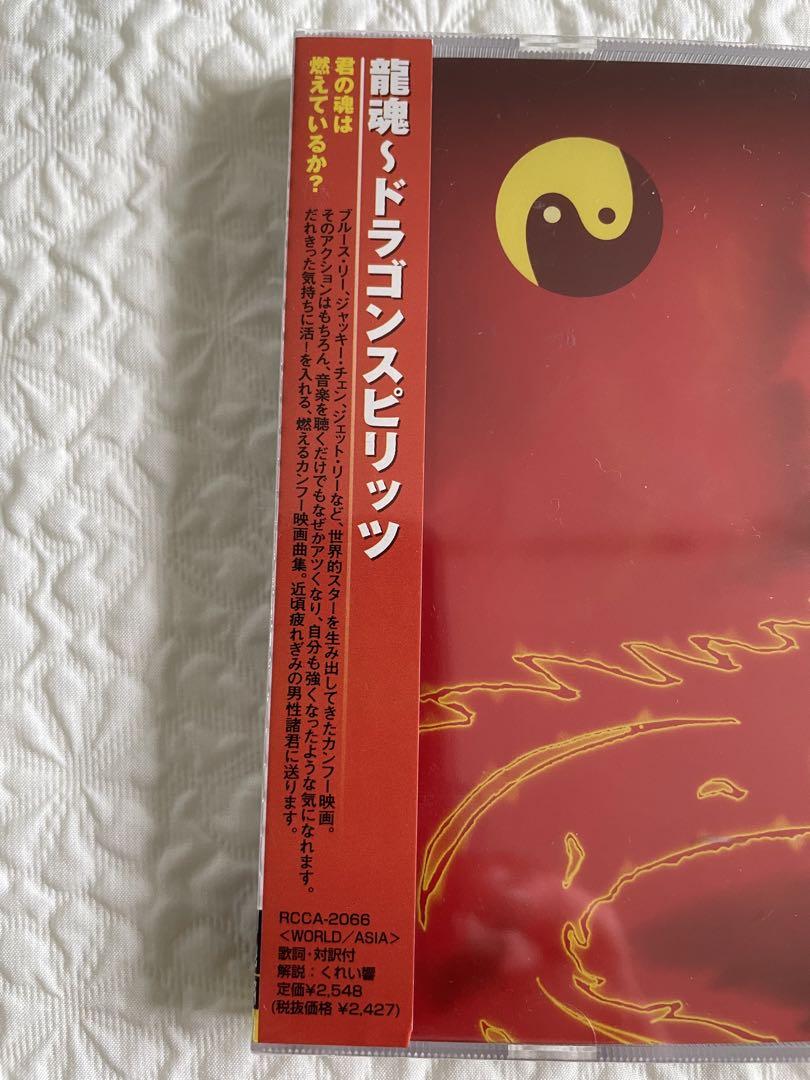 龍魂～ドラゴンスピリッツ
君の魂は
燃えているか？
ブルース・リー、ジャッキー・チェン、ジェット・リーなど、世界的スターを生み出してきたカンフー映画。
そのアクションはもちろん、音楽を聴くだけでもなぜかアツくなり、自分も強くなったような気になれます。
だれきった気持ちに活!を入れる、燃えるカンフー映画曲集。近頃疲れぎみの男性諸君に送ります。
RCCA-2066
＜WORLD／ASIA＞
歌詞・対訳付
解説：くれい響
定価¥2,548
(税抜価格 ¥2,427)